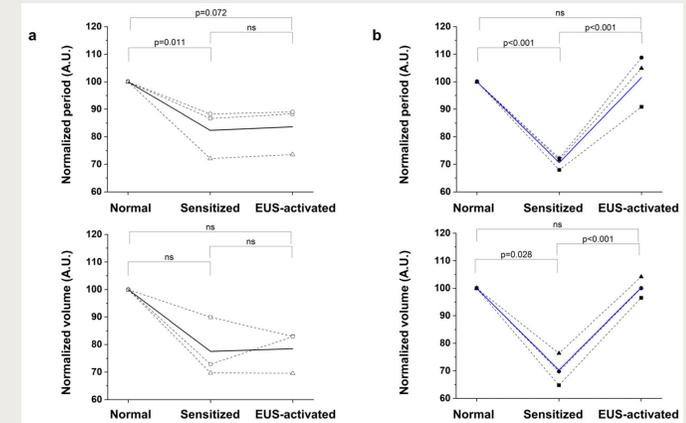 a
p=0.072
ns
p=0.011
Normalized period (A.U.)
120
110
100
90
80
70
60
Normal Sensitized EUS-activated
b
ns
p<0.001
p<0.001
Normalized period (A.U.)
120
110
100
90
80
70
60
Normal Sensitized EUS-activated
ns
ns
ns
Normalized volume (A.U.)
120
110
100
90
80
70
60
Normal Sensitized EUS-activated
ns
p<0.001
p=0.028
Normalized volume (A.U.)
120
110
100
90
80
70
60
Normal Sensitized EUS-activated